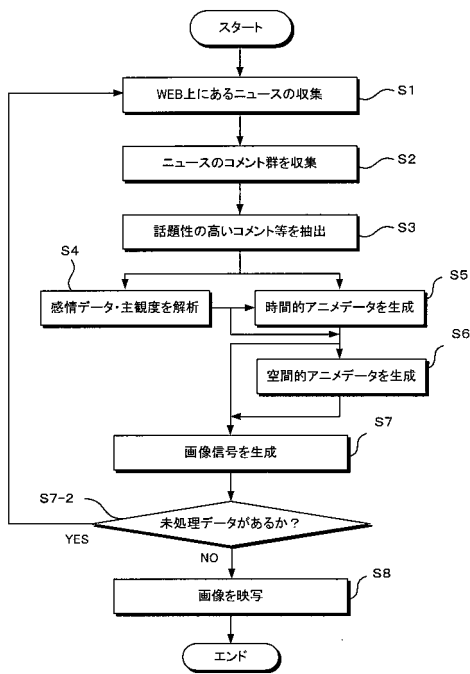 スタート
WEB上にあるニュースの収集
S1
ニュースのコメント群を収集
S2
話題性の高いコメント等を抽出
S3
S4
感情データ・主観度を解析
S5
時間的アニメデータを生成
S6
空間的アニメデータを生成
S7
画像信号を生成
S7-2
未処理データがあるか？
YES
NO
S8
画像を映写
エンド